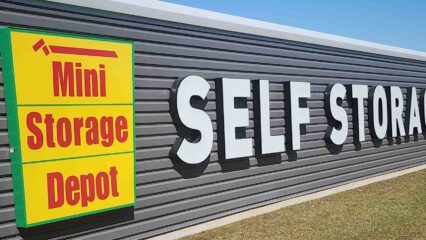 Mini
Storage
Depot
SELF STORAG